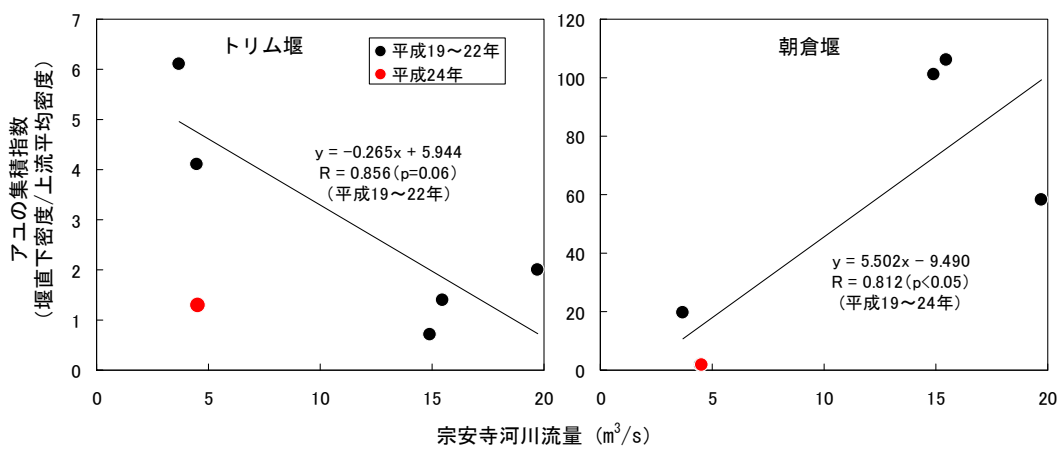 アユの集積指数
（堰直下密度/上流平均密度）
7
6
5
4
3
2
1
0
トリム堰
平成19～22年
平成24年
y = -0.265x + 5.944
R = 0.856（p=0.06）
（平成19～22年）
0
5
10
15
20
120
100
80
60
40
20
0
朝倉堰
y = 5.502x - 9.490
R = 0.812（p<0.05）
（平成19～24年）
0
5
10
15
20
宗安寺河川流量（m³/s）